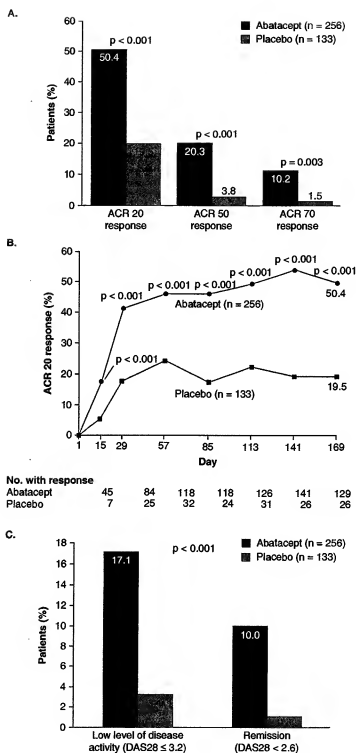 A.
60
50
40
30
20
10
0
Patients (%)
Abatacept (n = 256)
Placebo (n = 133)
p < 0.001
50.4
p < 0.001
20.3
3.8
p = 0.003
10.2
1.5
ACR 20
response
ACR 50
response
ACR 70
response
B.
60
50
40
30
20
10
0
ACR 20 response (%)
p < 0.001
p < 0.001
p < 0.001
p < 0.001
p < 0.001
p < 0.001
p < 0.001
50.4
Abatacept (n = 256)
Placebo (n = 133)
19.5
1 15 29 57 85 113 141 169
Day
No. with response
Abatacept 45 84 118 118 126 141 129
Placebo 7 25 32 24 31 26 26
C.
18
16
14
12
10
8
6
4
2
0
Patients (%)
Abatacept (n = 256)
Placebo (n = 133)
17.1
p < 0.001
10.0
Low level of disease
activity (DAS28 ≤ 3.2)
Remission
(DAS28 < 2.6)